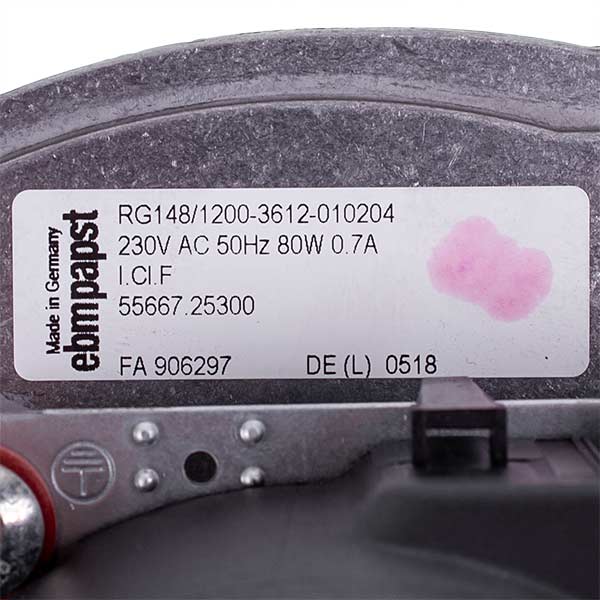 Made in Germany
ebmpapst
RG148/1200-3612-010204
230V AC 50Hz 80W 0.7A
I.Cl.F
55667.25300
FA 906297 DE (L) 0518